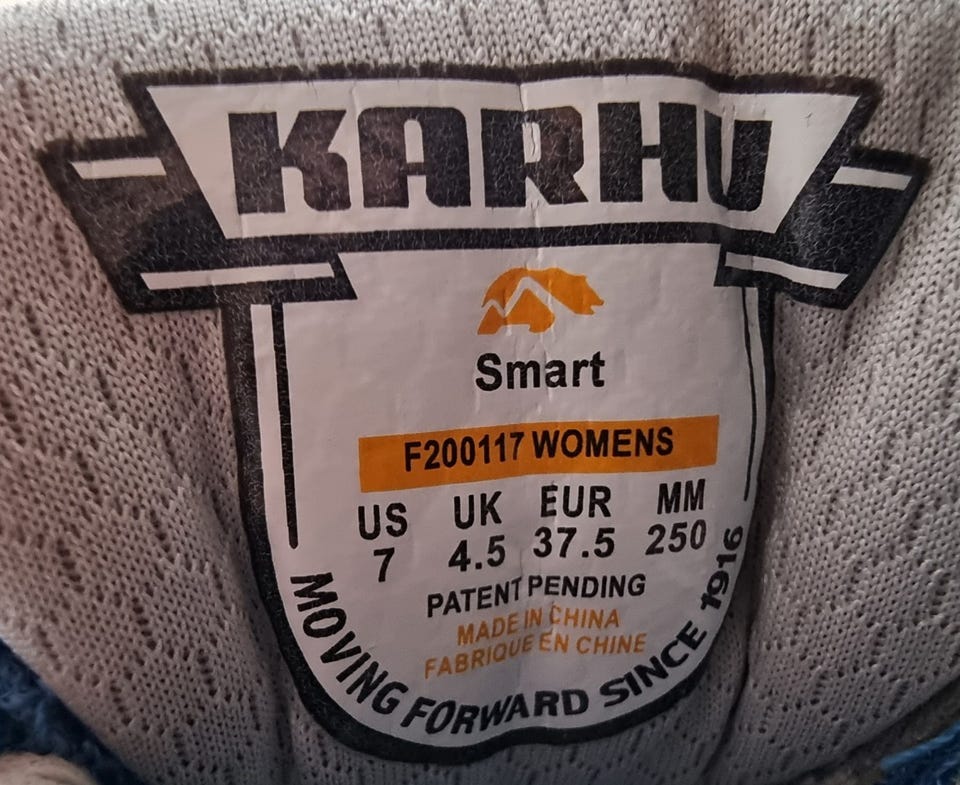 KARHU
Smart
F200117 WOMENS
US UK EUR MM
7 4.5 37.5 250
PATENT PENDING
MADE IN CHINA
FABRIQUE EN CHINE
MOVING FORWARD SINCE 1916